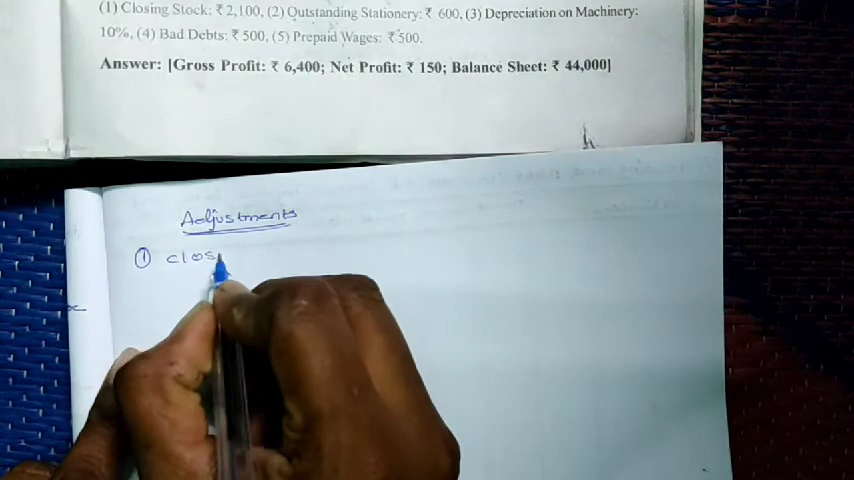 (1) Closing Stock: ₹ 2,100, (2) Outstanding Stationery: ₹ 600, (3) Depreciation on Machinery:
10%, (4) Bad Debts: ₹ 500, (5) Prepaid Wages: ₹ 500.
Answer: [Gross Profit: ₹ 6,400; Net Profit: ₹ 150; Balance Sheet: ₹ 44,000]
Adjustments
① clos